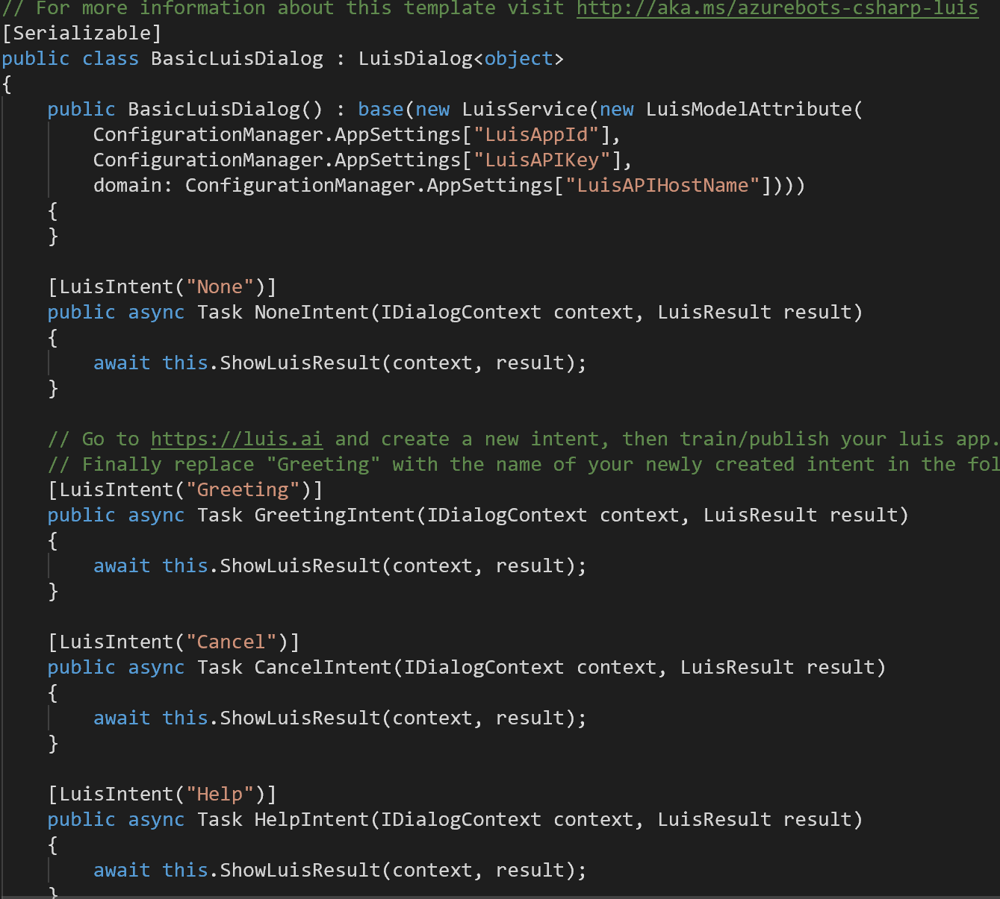 // For more information about this template visit http://aka.ms/azurebots-csharp-luis
[Serializable]
public class BasicLuisDialog : LuisDialog<object>
{
    public BasicLuisDialog() : base(new LuisService(new LuisModelAttribute(
        ConfigurationManager.AppSettings["LuisAppId"],
        ConfigurationManager.AppSettings["LuisAPIKey"],
        domain: ConfigurationManager.AppSettings["LuisAPIHostName"])))
    {
    }

    [LuisIntent("None")]
    public async Task NoneIntent(IDialogContext context, LuisResult result)
    {
        await this.ShowLuisResult(context, result);
    }

    // Go to https://luis.ai and create a new intent, then train/publish your luis app.
    // Finally replace "Greeting" with the name of your newly created intent in the fol
    [LuisIntent("Greeting")]
    public async Task GreetingIntent(IDialogContext context, LuisResult result)
    {
        await this.ShowLuisResult(context, result);
    }

    [LuisIntent("Cancel")]
    public async Task CancelIntent(IDialogContext context, LuisResult result)
    {
        await this.ShowLuisResult(context, result);
    }

    [LuisIntent("Help")]
    public async Task HelpIntent(IDialogContext context, LuisResult result)
    {
        await this.ShowLuisResult(context, result);
    }